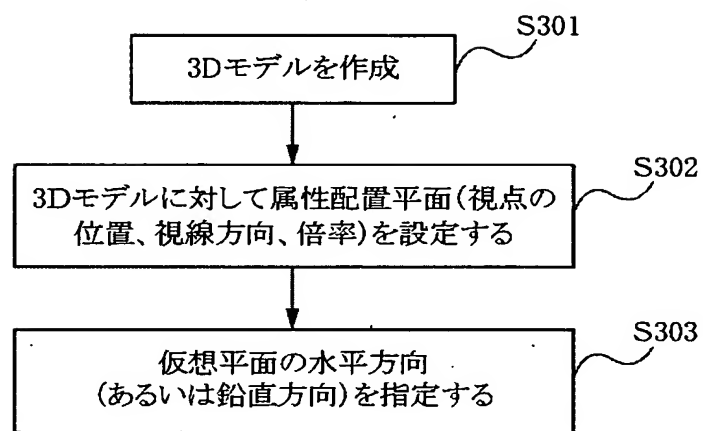 S301
3Dモデルを作成
S302
3Dモデルに対して属性配置平面(視点の
位置、視線方向、倍率)を設定する
S303
仮想平面の水平方向
(あるいは鉛直方向)を指定する